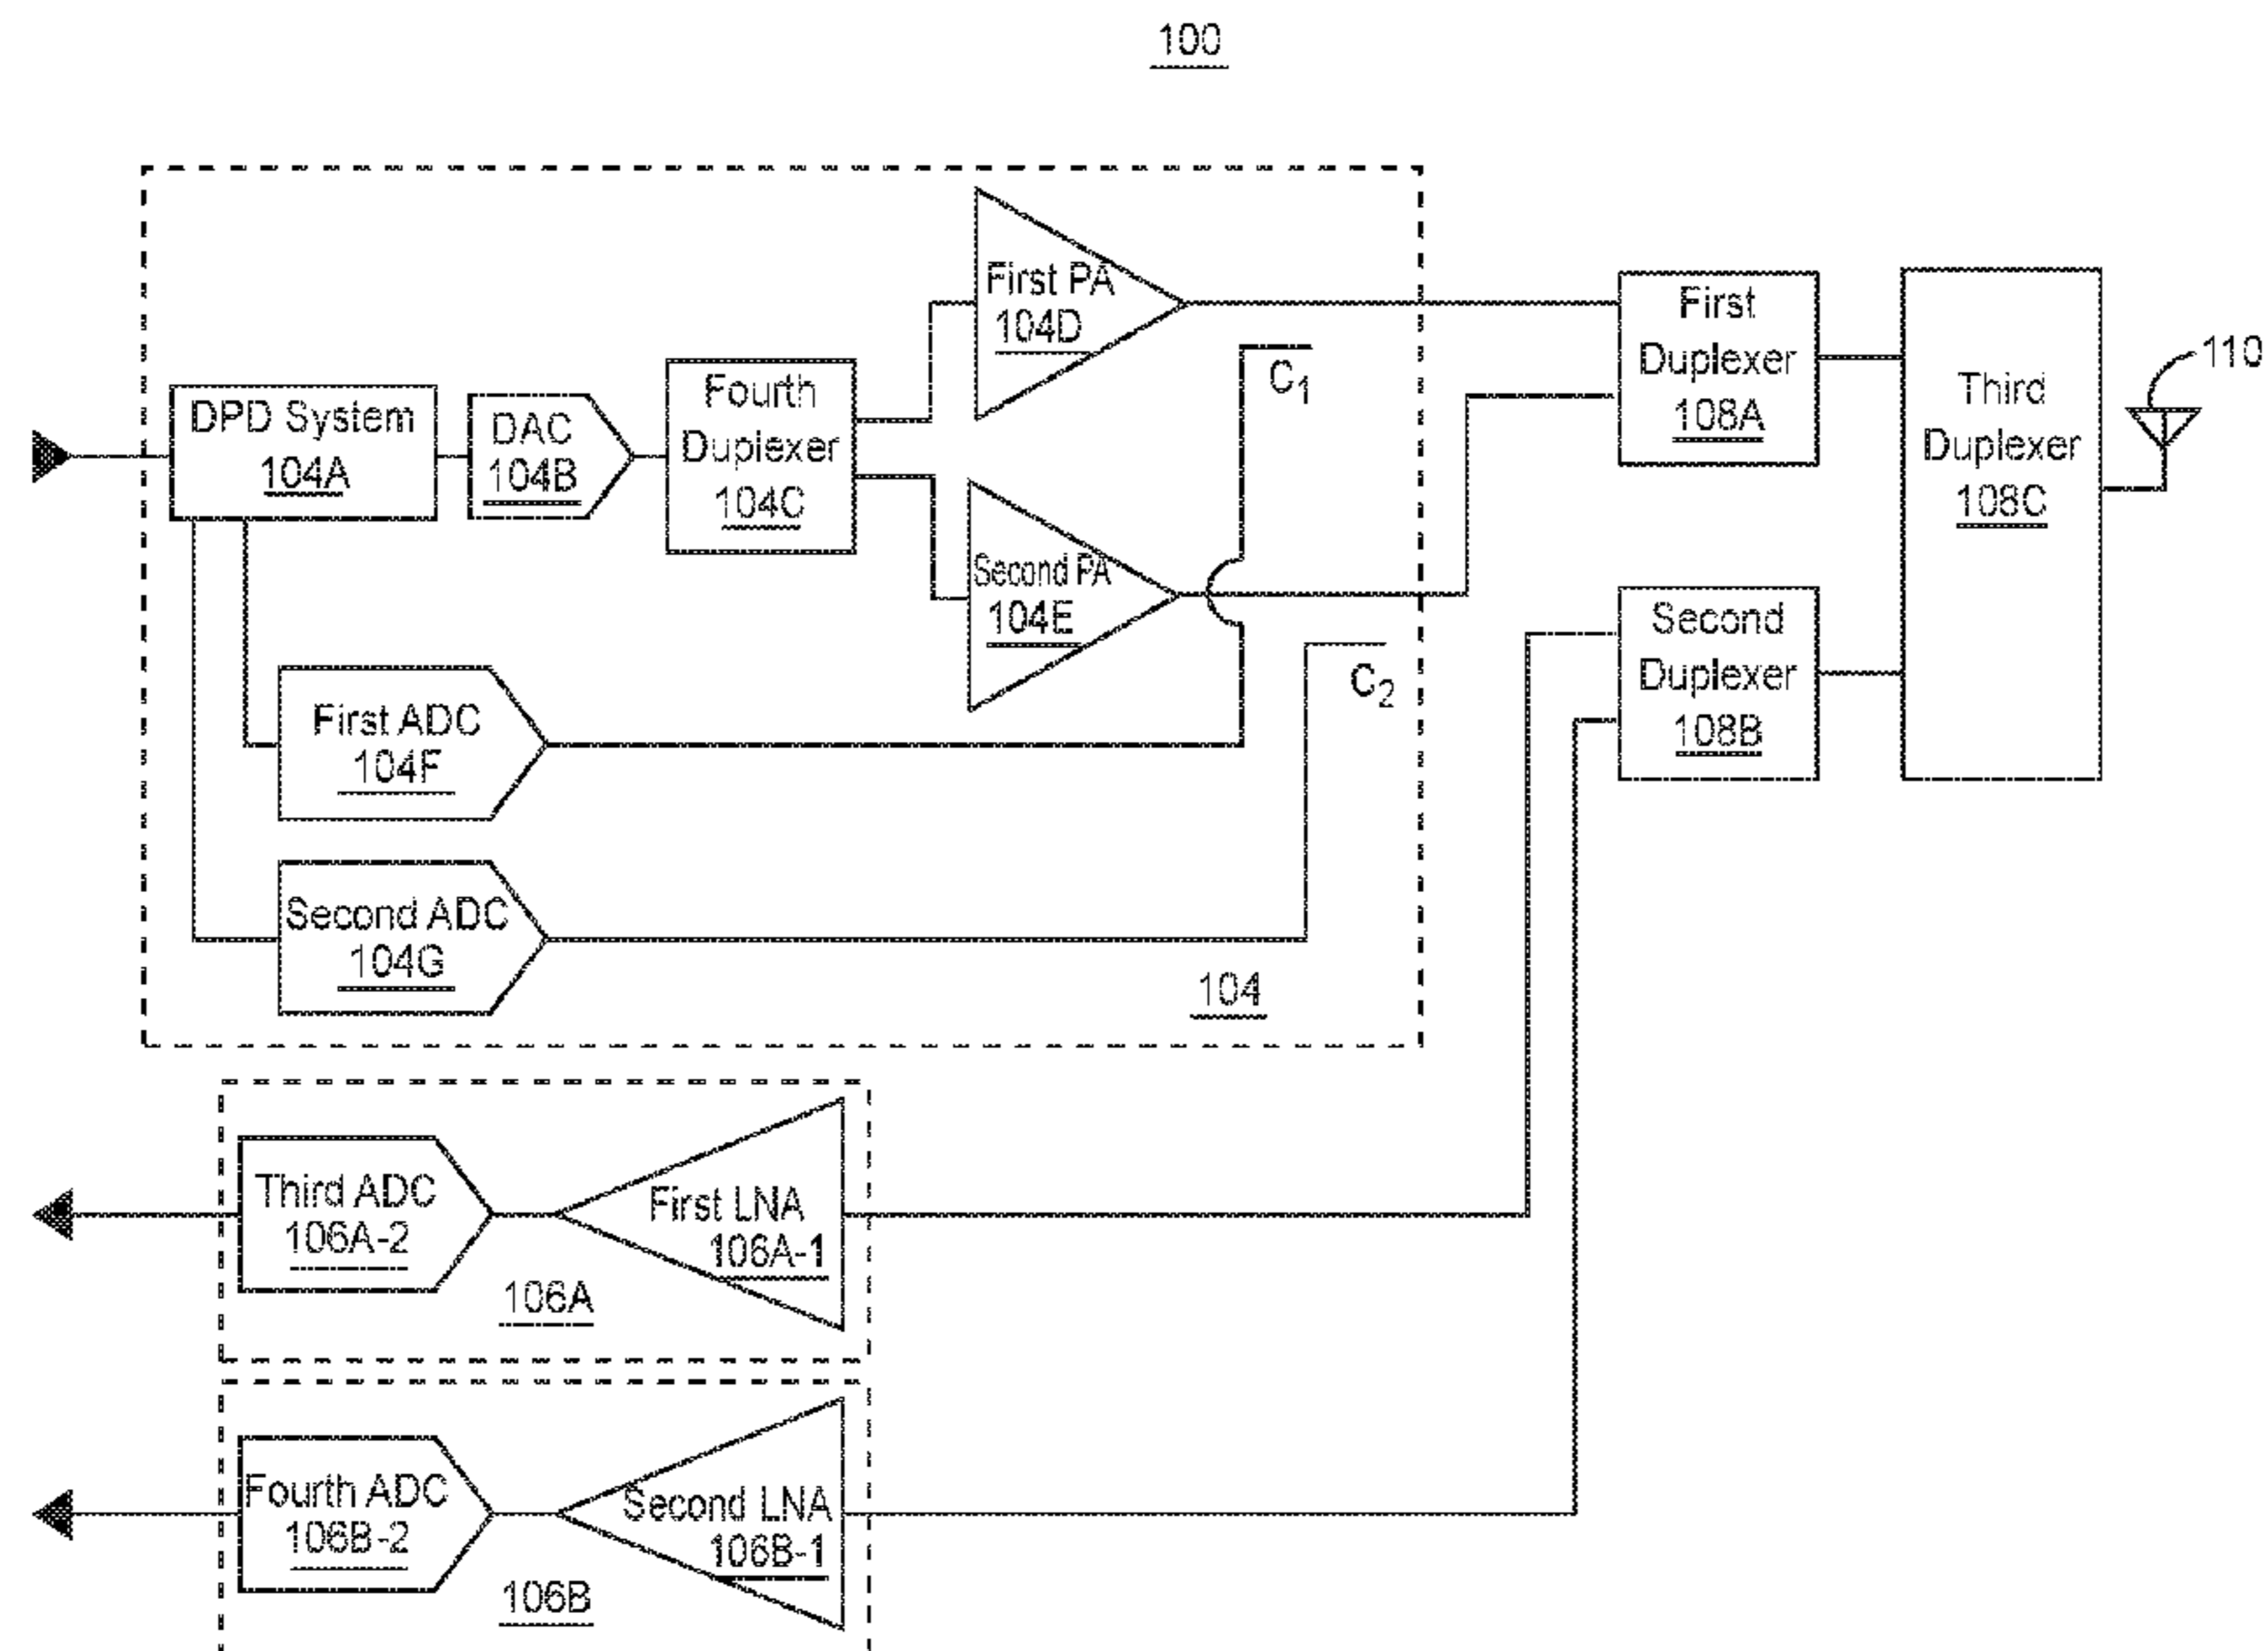 100
First PA
104D
C1
First
Duplexer
108A
Third
Duplexer
108C
110
DPD System
104A
DAC
104B
Fourth
Duplexer
104C
Second PA
104E
C2
Second
Duplexer
108B
First ADC
104F
Second ADC
104G
104
Third ADC
106A-2
First LNA
106A-1
106A
Fourth ADC
106B-2
Second LNA
106B-1
106B